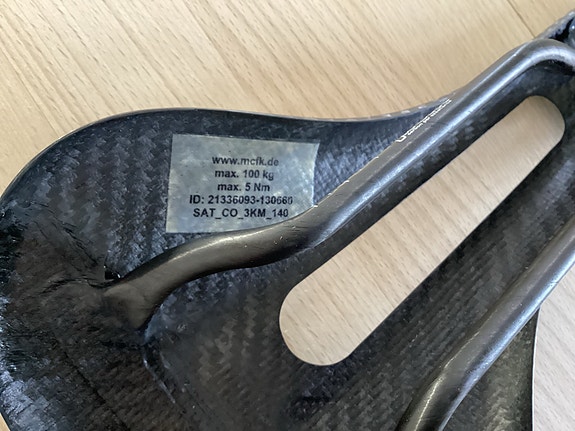 www.mcfk.de
max. 100 kg
max. 5 Nm
ID: 21336093-130660
SAT_CO_3KM_140